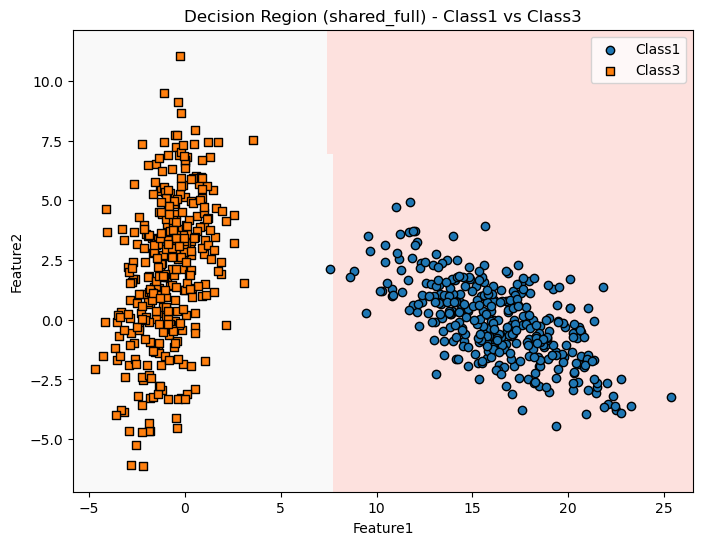 Decision Region (shared_full) - Class1 vs Class3
Class1
Class3
10.0
7.5
5.0
2.5
0.0
−2.5
−5.0
Feature2
−5
0
5
10
15
20
25
Feature1